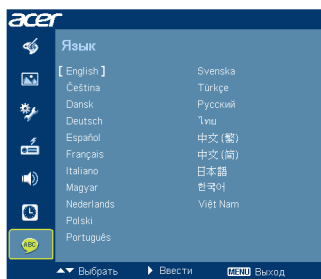 acer
Язык
[ English ] Svenska
Čeština Türkçe
Dansk Русский
Deutsch ไทย
Español 中文 (繁)
Français 中文 (简)
Italiano 日本語
Magyar 한국어
Nederlands Việt Nam
Polski
Português
ABC
▲▼ Выбрать ▶ Ввести MENU Выход